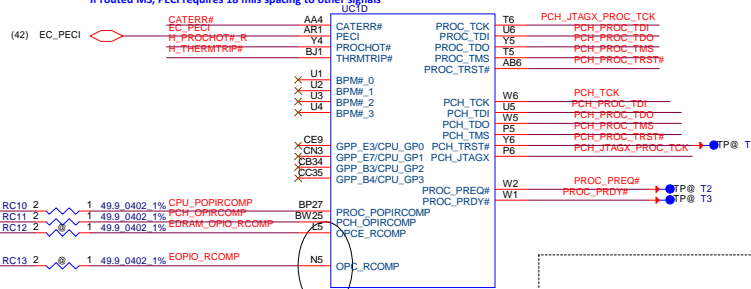 If routed MS, PECI requires 18 mils spacing to other signals
UC1D
CATERR# AA4 CATERR# PROC_TCK T6 PCH_JTAGX_PROC_TCK
(42) EC_PECI EC_PECI AR1 PECI PROC_TDI U6 PCH_PROC_TDI
H_PROCHOT#_R Y4 PROCHOT# PROC_TDO Y5 PCH_PROC_TDO
H_THERMTRIP# BJ1 THRMTRIP# PROC_TMS T5 PCH_PROC_TMS
PROC_TRST# AB6 PCH_PROC_TRST#
U1 BPM#_0
U2 BPM#_1
U3 BPM#_2 PCH_TCK W6 PCH_TCK
U4 BPM#_3 PCH_TDI U5 PCH_PROC_TDI
PCH_TDO W5 PCH_PROC_TDO
PCH_TMS P5 PCH_PROC_TMS
CE9 GPP_E3/CPU_GP0 PCH_TRST# Y6 PCH_PROC_TRST# TP@ T
CN3 GPP_E7/CPU_GP1 PCH_JTAGX P6 PCH_JTAGX_PROC_TCK
CB34 GPP_B3/CPU_GP2
CC35 GPP_B4/CPU_GP3
PROC_PREQ# W2 PROC_PREQ# TP@ T2
PROC_PRDY# W1 PROC_PRDY# TP@ T3
RC10 2 1 49.9_0402_1% CPU_POPIRCOMP BP27 PROC_POPIRCOMP
RC11 2 1 49.9_0402_1% PCH_OPIRCOMP BW25 PCH_OPIRCOMP
RC12 2 @ 1 49.9_0402_1% EDRAM_OPIO_RCOMP L5 OPCE_RCOMP
RC13 2 @ 1 49.9_0402_1% EOPIO_RCOMP N5 OPC_RCOMP